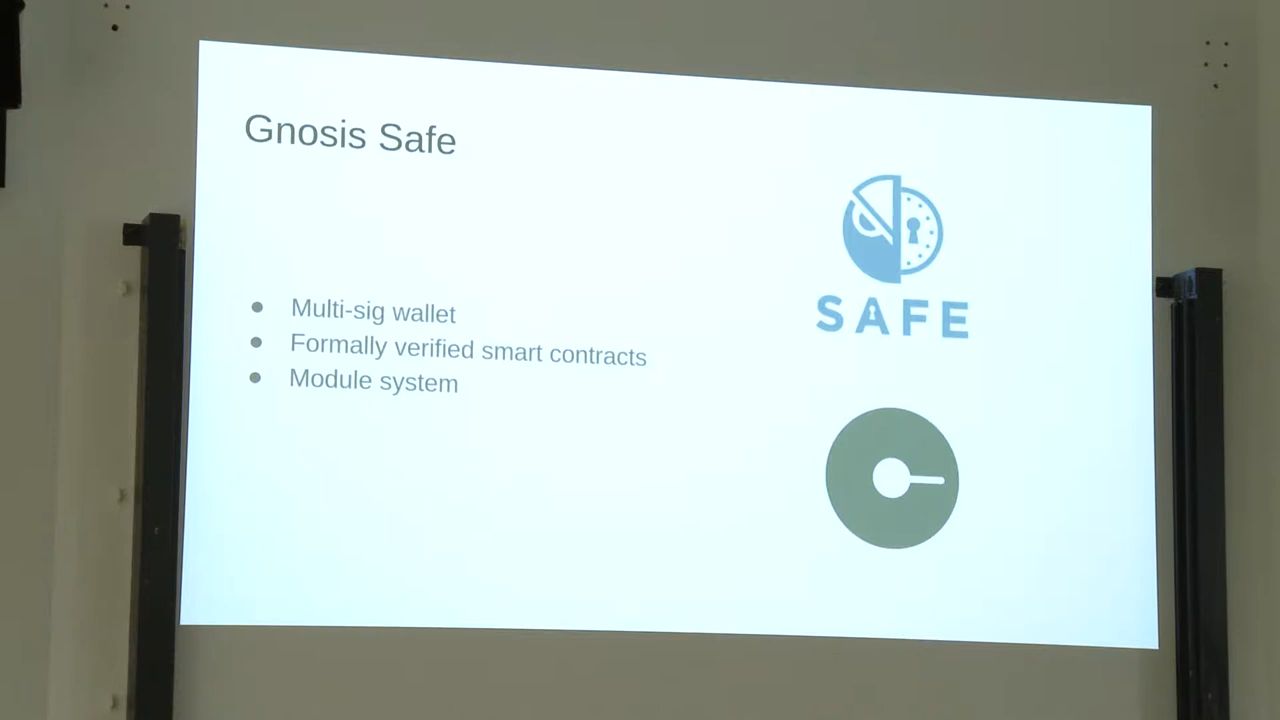 Gnosis Safe
● Multi-sig wallet
● Formally verified smart contracts
● Module system
SAFE